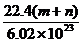 22.4(m + n)
6.02×10²³